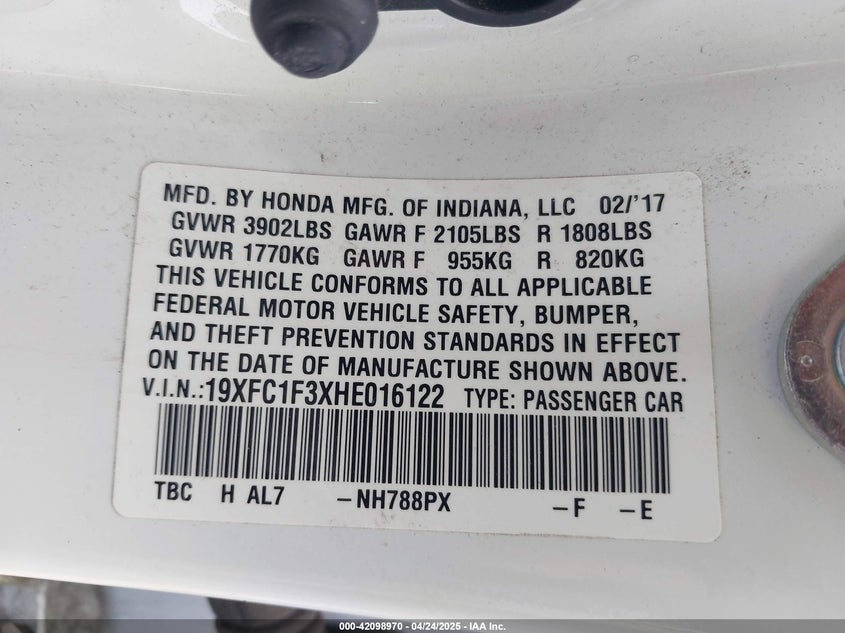 MFD. BY HONDA MFG. OF INDIANA, LLC 02/'17
GVWR 3902LBS GAWR F 2105LBS R 1808LBS
GVWR 1770KG GAWR F 955KG R 820KG
THIS VEHICLE CONFORMS TO ALL APPLICABLE
FEDERAL MOTOR VEHICLE SAFETY, BUMPER,
AND THEFT PREVENTION STANDARDS IN EFFECT
ON THE DATE OF MANUFACTURE SHOWN ABOVE.
V.I.N.:19XFC1F3XHE016122 TYPE: PASSENGER CAR
TBC H AL7 -NH788PX -F -E
000-42098970 - 04/24/2025 - IAA Inc.